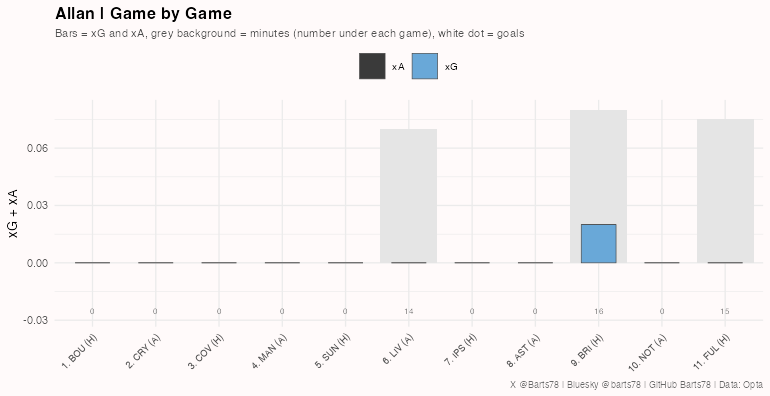 Allan | Game by Game
Bars = xG and xA, grey background = minutes (number under each game), white dot = goals
xA xG
xG + xA
0.06
0.03
0.00
-0.03
0 0 0 0 0 14 0 0 16 0 15
1. BOU (H)
2. CRY (A)
3. COV (H)
4. MAN (A)
5. SUN (H)
6. LIV (A)
7. IPS (H)
8. AST (A)
9. BRI (H)
10. NOT (A)
11. FUL (H)
X @Barts78 | Bluesky @barts78 | GitHub Barts78 | Data: Opta